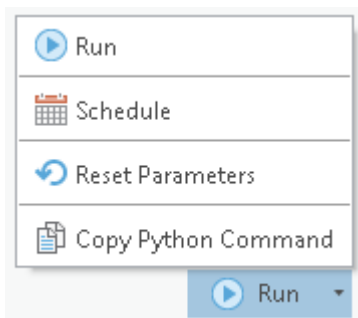 Run
Schedule
Reset Parameters
Copy Python Command
Run